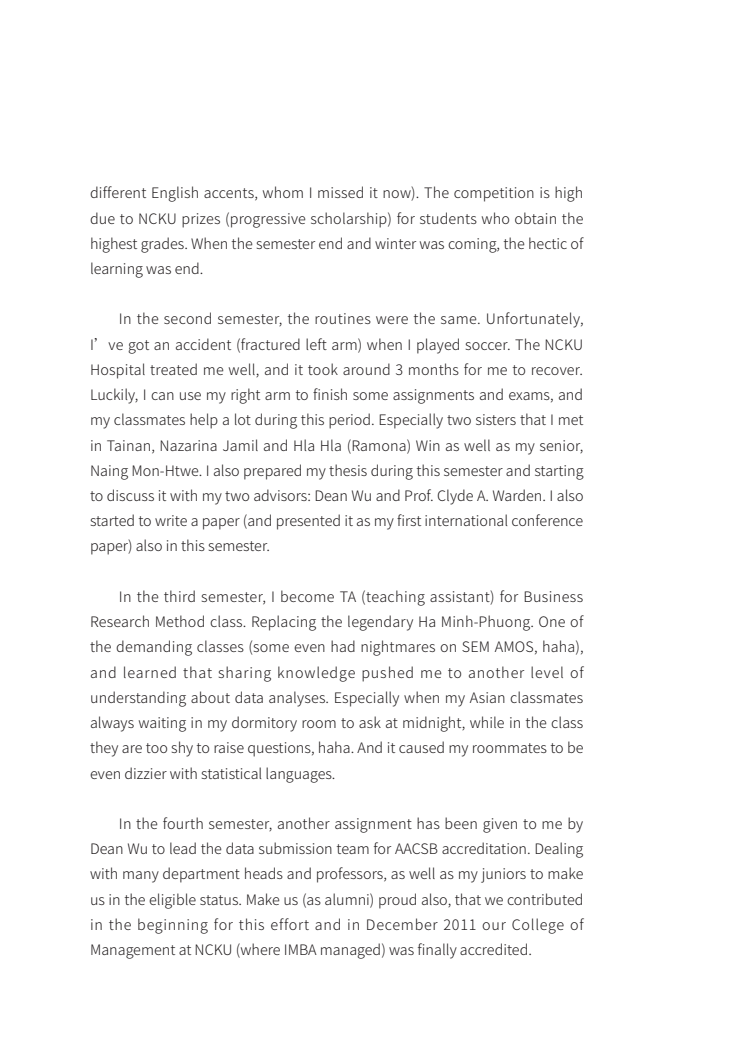 different English accents, whom I missed it now). The competition is high
due to NCKU prizes (progressive scholarship) for students who obtain the
highest grades. When the semester end and winter was coming, the hectic of
learning was end.
In the second semester, the routines were the same. Unfortunately,
I’ve got an accident (fractured left arm) when I played soccer. The NCKU
Hospital treated me well, and it took around 3 months for me to recover.
Luckily, I can use my right arm to finish some assignments and exams, and
my classmates help a lot during this period. Especially two sisters that I met
in Tainan, Nazarina Jamil and Hla Hla (Ramona) Win as well as my senior,
Naing Mon-Htwe. I also prepared my thesis during this semester and starting
to discuss it with my two advisors: Dean Wu and Prof. Clyde A. Warden. I also
started to write a paper (and presented it as my first international conference
paper) also in this semester.
In the third semester, I become TA (teaching assistant) for Business
Research Method class. Replacing the legendary Ha Minh-Phuong. One of
the demanding classes (some even had nightmares on SEM AMOS, haha),
and learned that sharing knowledge pushed me to another level of
understanding about data analyses. Especially when my Asian classmates
always waiting in my dormitory room to ask at midnight, while in the class
they are too shy to raise questions, haha. And it caused my roommates to be
even dizzier with statistical languages.
In the fourth semester, another assignment has been given to me by
Dean Wu to lead the data submission team for AACSB accreditation. Dealing
with many department heads and professors, as well as my juniors to make
us in the eligible status. Make us (as alumni) proud also, that we contributed
in the beginning for this effort and in December 2011 our College of
Management at NCKU (where IMBA managed) was finally accredited.